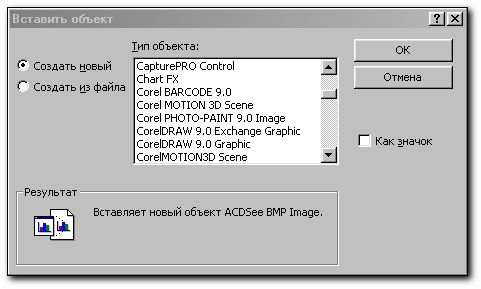 Вставить объект
Тип объекта:
Создать новый
Создать из файла
CapturePRO Control
Chart FX
Corel BARCODE 9.0
Corel MOTION 3D Scene
Corel PHOTO-PAINT 9.0 Image
CorelDRAW 9.0 Exchange Graphic
CorelDRAW 9.0 Graphic
CorelMOTION3D Scene
OK
Отмена
Как значок
Результат
Вставляет новый объект ACDSee BMP Image.